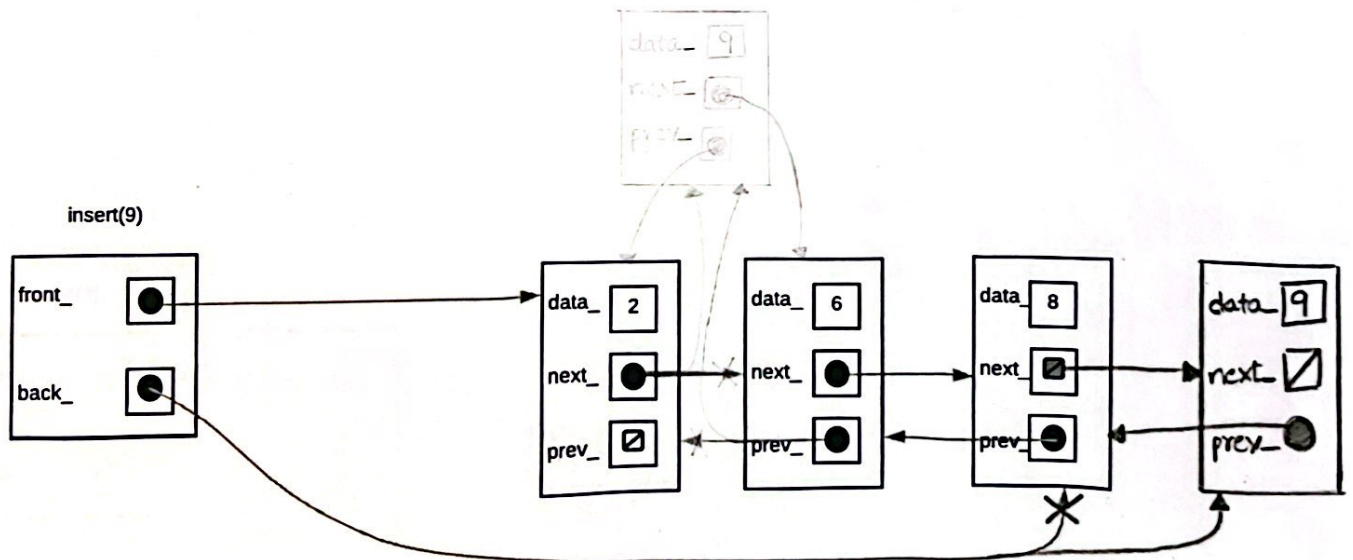 data_ 9
next_
prev_
insert(9)
front_
back_
data_ 2
next_
prev_
data_ 6
next_
prev_
data_ 8
next_
prev_
data_ 9
next_
prev_